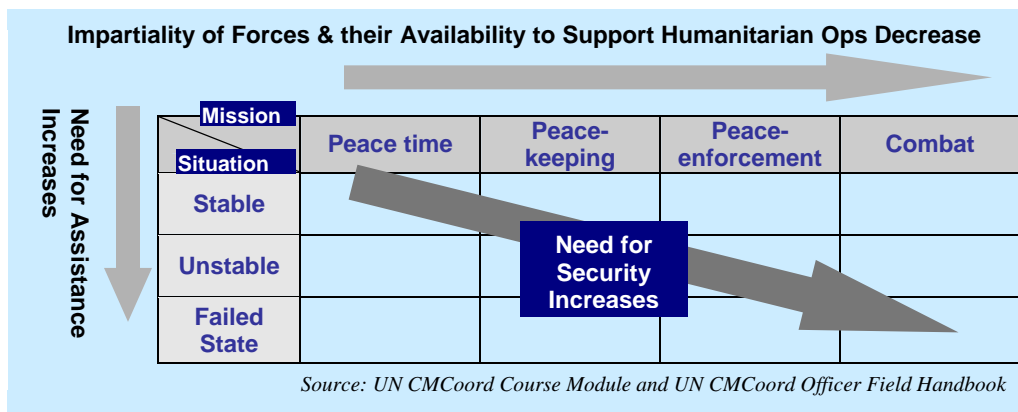 Impartiality of Forces & their Availability to Support Humanitarian Ops Decrease
Need for Assistance
Increases
Mission
Situation
Peace time
Peace-
keeping
Peace-
enforcement
Combat
Stable
Unstable
Failed
State
Need for
Security
Increases
Source: UN CMCoord Course Module and UN CMCoord Officer Field Handbook